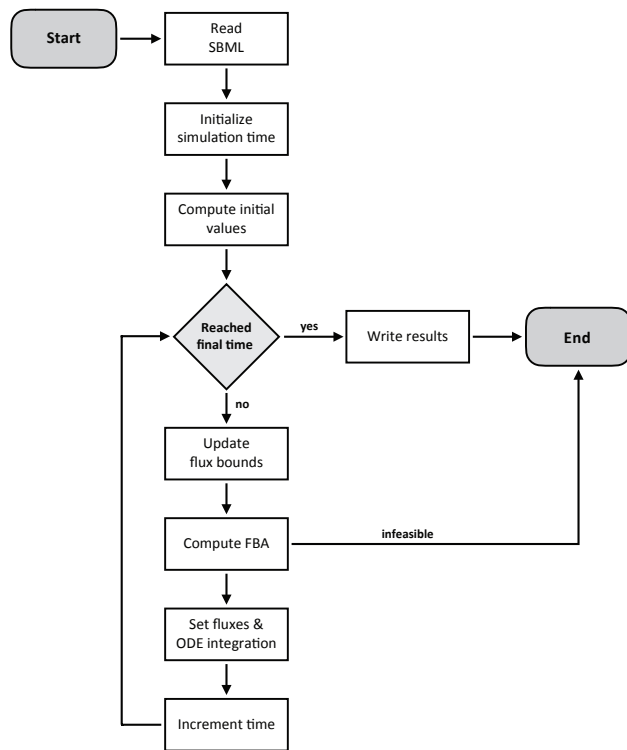 Start
Read
SBML
Initialize
simulation time
Compute initial
values
Reached
final time
yes
Write results
End
no
Update
flux bounds
Compute FBA
infeasible
Set fluxes &
ODE integration
Increment time